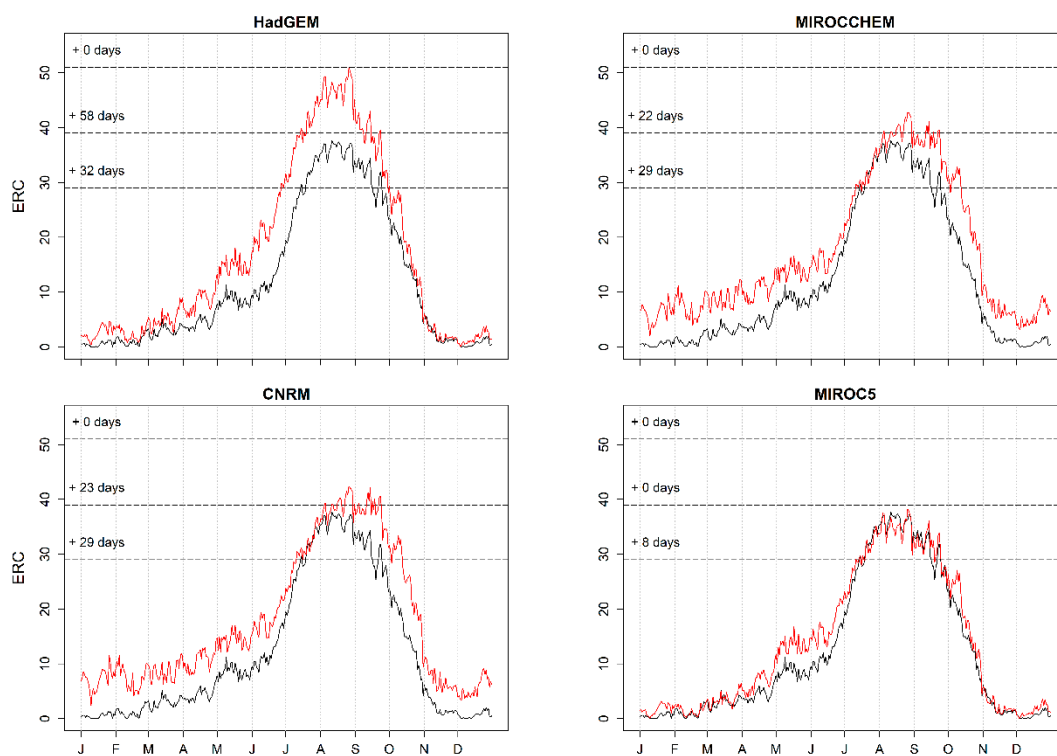 HadGEM
+ 0 days
+ 58 days
+ 32 days
ERC
50
40
30
20
10
0
J F M A M J J A S O N D
MIROCCHEM
+ 0 days
+ 22 days
+ 29 days
50
40
30
20
10
0
J F M A M J J A S O N D
CNRM
+ 0 days
+ 23 days
+ 29 days
ERC
50
40
30
20
10
0
J F M A M J J A S O N D
MIROC5
+ 0 days
+ 0 days
+ 8 days
50
40
30
20
10
0
J F M A M J J A S O N D